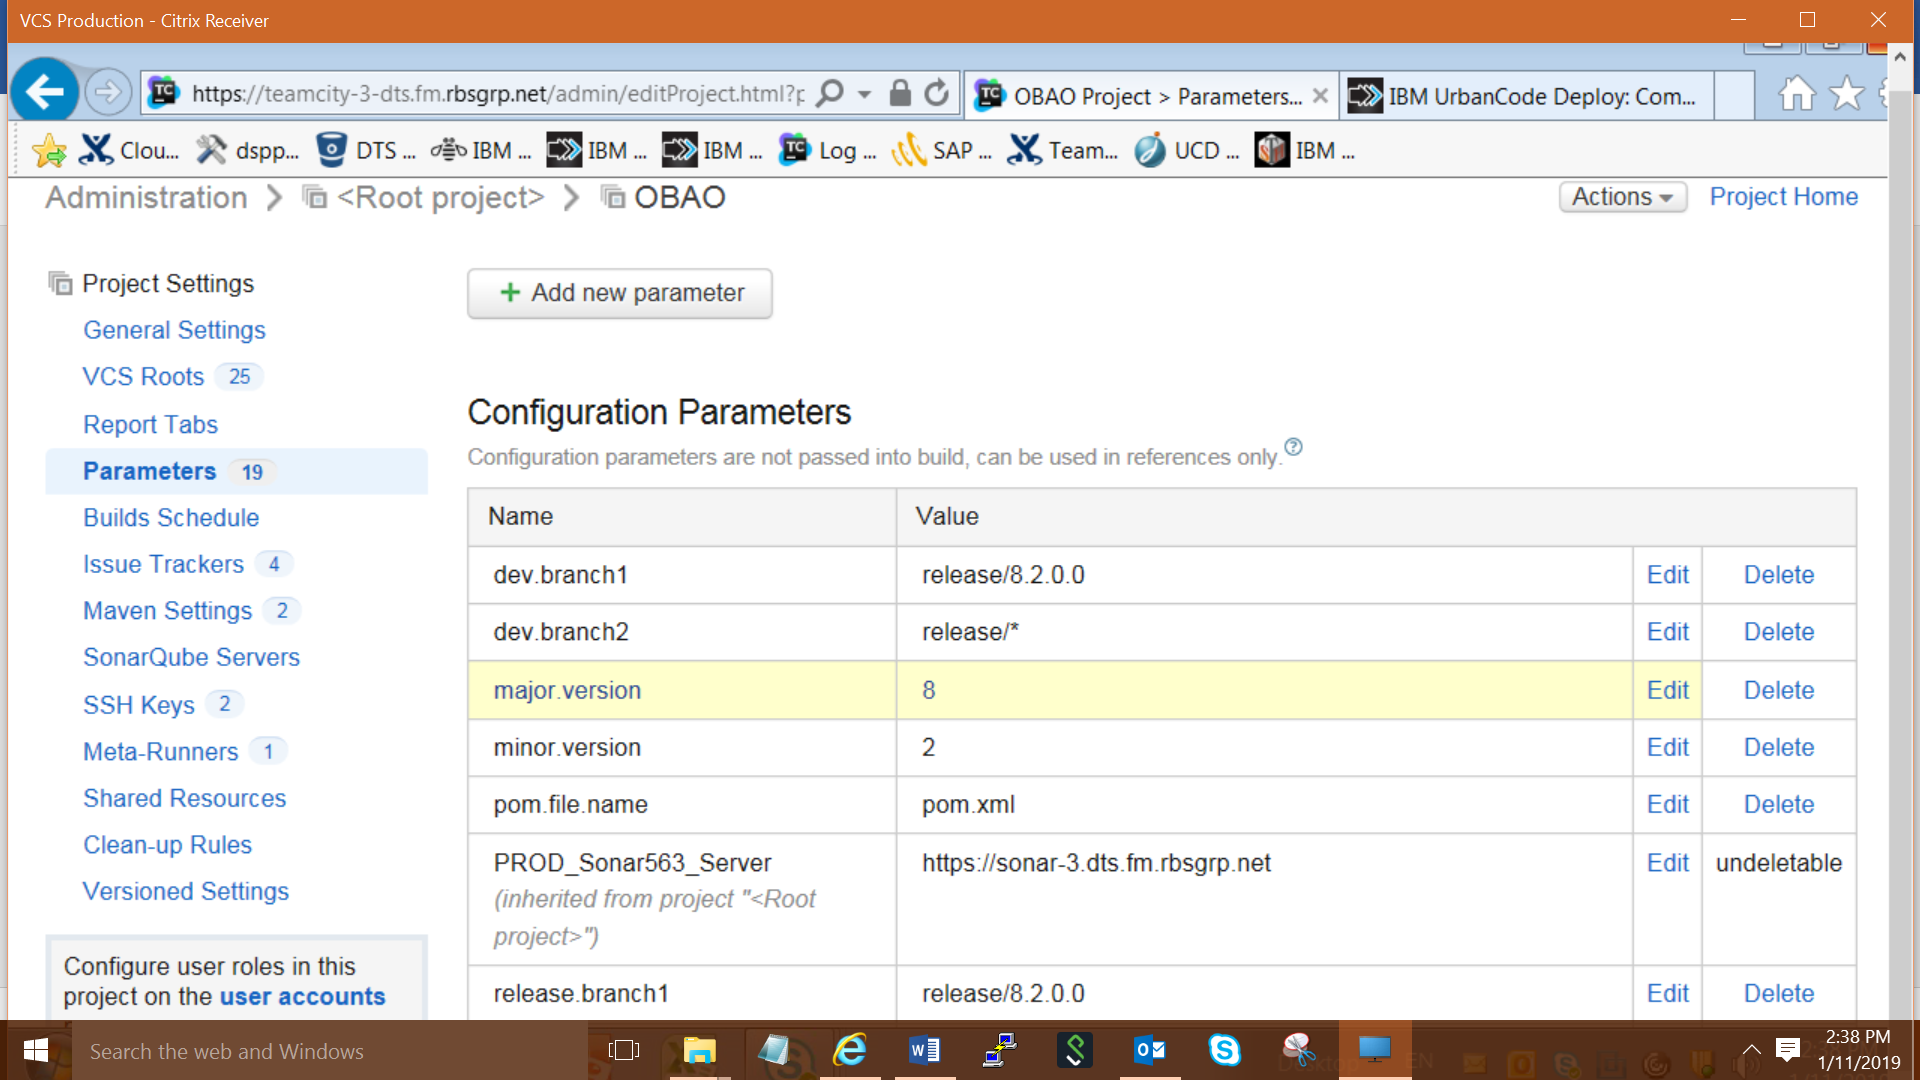 VCS Production - Citrix Receiver
https://teamcity-3-dts.fm.rbsgrp.net/admin/editProject.html?p
OBAO Project > Parameters...
IBM UrbanCode Deploy: Com...
Clou... dspp... DTS ... IBM ... IBM ... IBM ... Log ... SAP ... Team... UCD ... IBM ...
Administration > <Root project> > OBAO
Actions
Project Home
Project Settings
General Settings
VCS Roots 25
Report Tabs
Parameters 19
Builds Schedule
Issue Trackers 4
Maven Settings 2
SonarQube Servers
SSH Keys 2
Meta-Runners 1
Shared Resources
Clean-up Rules
Versioned Settings
Configure user roles in this
project on the user accounts
+ Add new parameter
Configuration Parameters
Configuration parameters are not passed into build, can be used in references only. ?
Name Value
dev.branch1 release/8.2.0.0 Edit Delete
dev.branch2 release/* Edit Delete
major.version 8 Edit Delete
minor.version 2 Edit Delete
pom.file.name pom.xml Edit Delete
PROD_Sonar563_Server https://sonar-3.dts.fm.rbsgrp.net Edit undeletable
(inherited from project "<Root
project>")
release.branch1 release/8.2.0.0 Edit Delete
Search the web and Windows
2:38 PM
1/11/2019